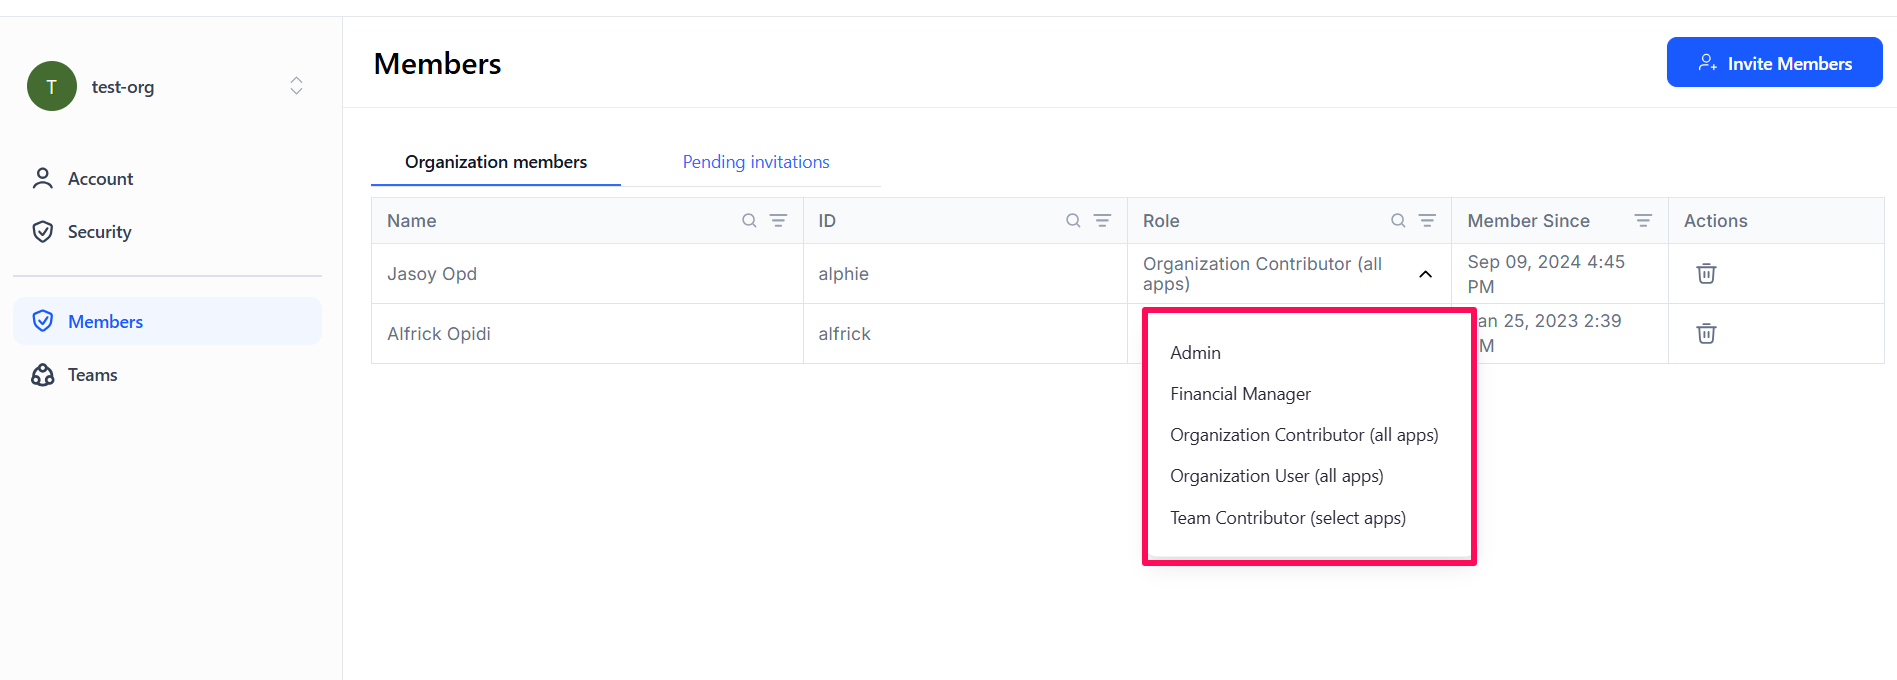 T
test-org
Account
Security
Members
Teams
Members
Invite Members
Organization members
Pending invitations
Name
ID
Role
Member Since
Actions
Jasoy Opd
alphie
Organization Contributor (all
apps)
Sep 09, 2024 4:45
PM
Alfrick Opidi
alfrick
an 25, 2023 2:39
M
Admin
Financial Manager
Organization Contributor (all apps)
Organization User (all apps)
Team Contributor (select apps)